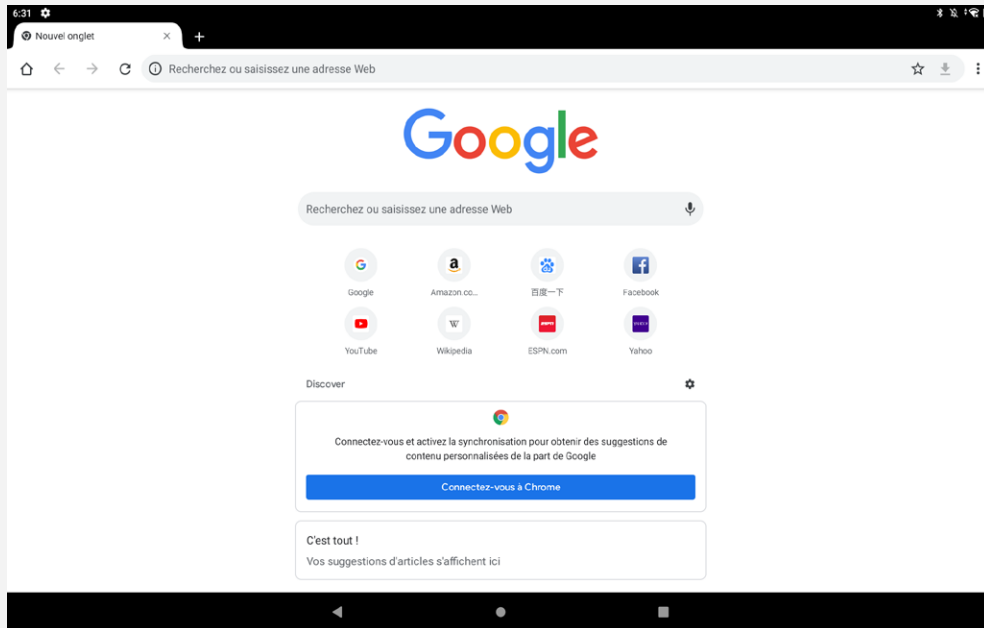 6:31
Nouvel onglet
Recherchez ou saisissez une adresse Web
Google
Recherchez ou saisissez une adresse Web
Google
Amazon.co...
百度一下
Facebook
YouTube
Wikipedia
ESPN.com
Yahoo
Discover
Connectez-vous et activez la synchronisation pour obtenir des suggestions de
contenu personnalisées de la part de Google
Connectez-vous à Chrome
C'est tout !
Vos suggestions d'articles s'affichent ici